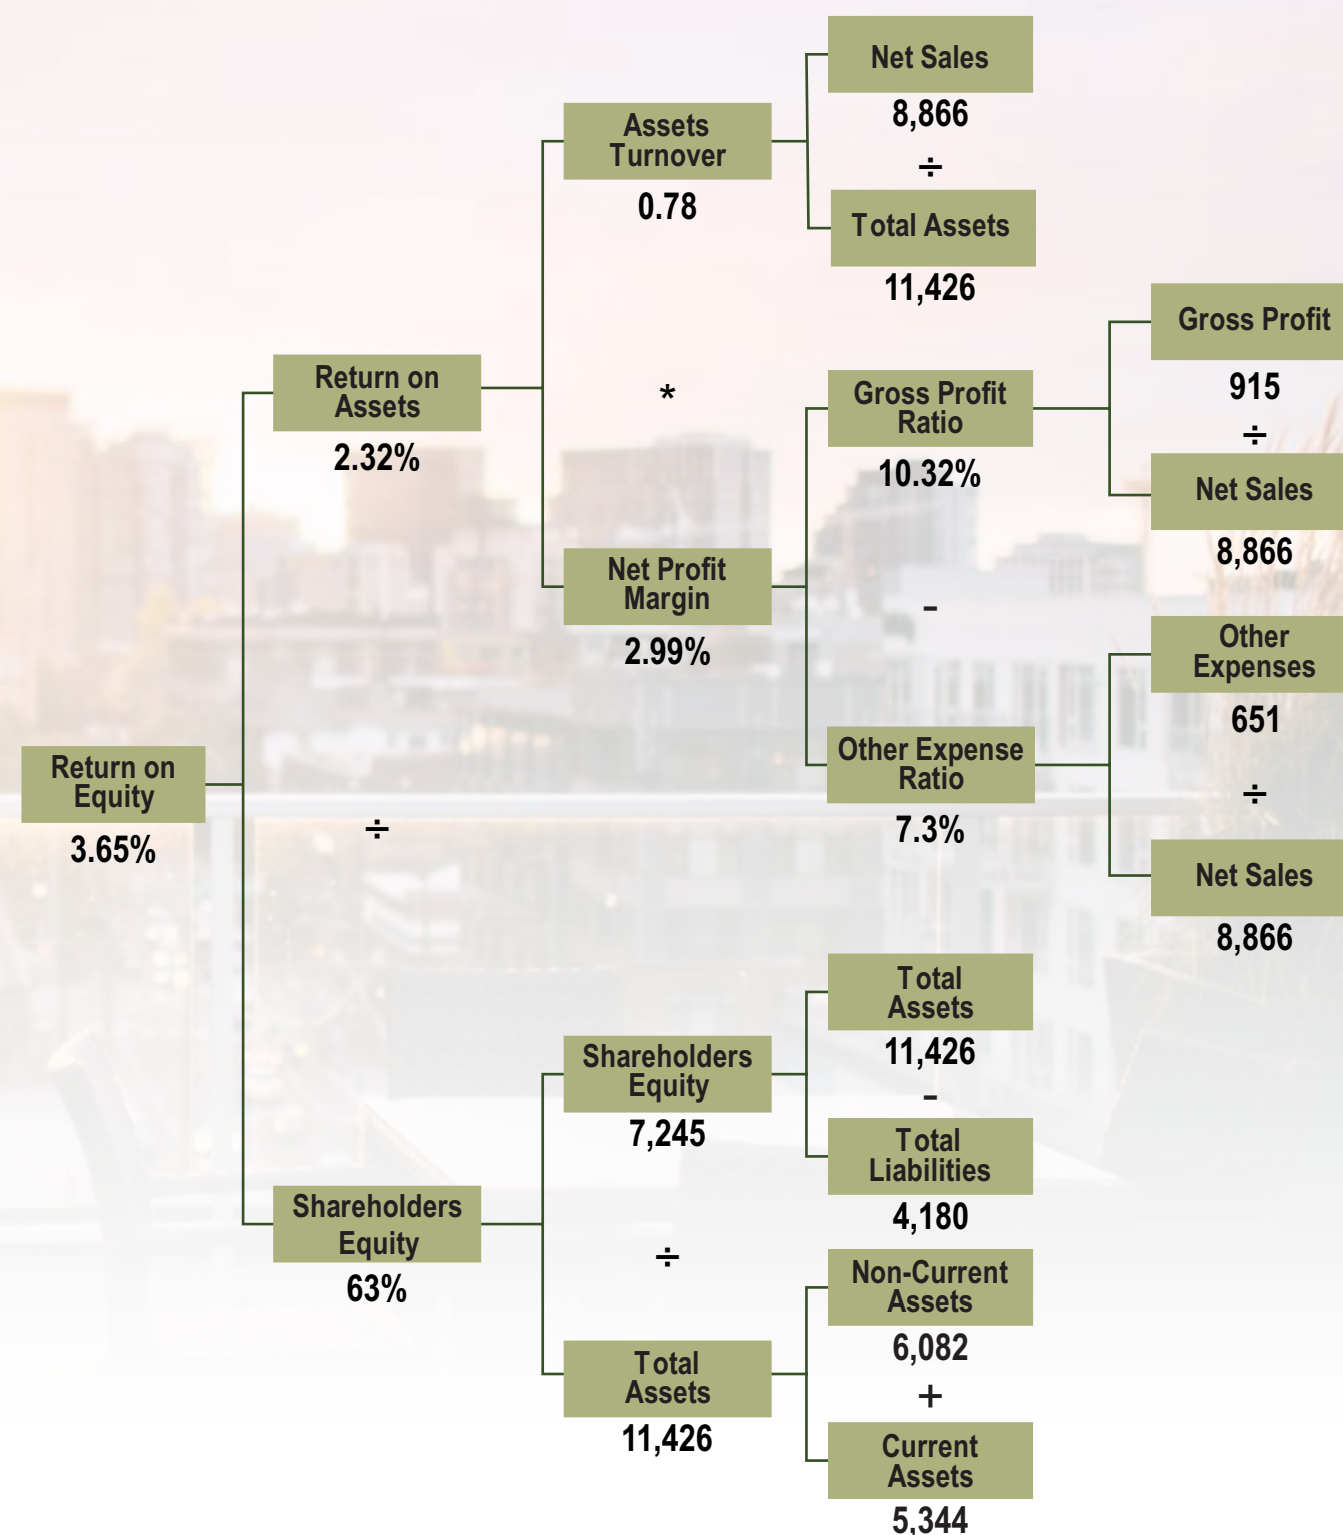 Net Sales
8,866
÷
Total Assets
11,426
Assets
Turnover
0.78
*
Gross Profit
915
÷
Net Sales
8,866
Return on
Assets
2.32%
Gross Profit
Ratio
10.32%
-
Net Profit
Margin
2.99%
Other
Expenses
651
÷
Net Sales
8,866
Other Expense
Ratio
7.3%
Return on
Equity
3.65%
÷
Total
Assets
11,426
-
Total
Liabilities
4,180
Shareholders
Equity
7,245
÷
Shareholders
Equity
63%
Non-Current
Assets
6,082
+
Current
Assets
5,344
Total
Assets
11,426